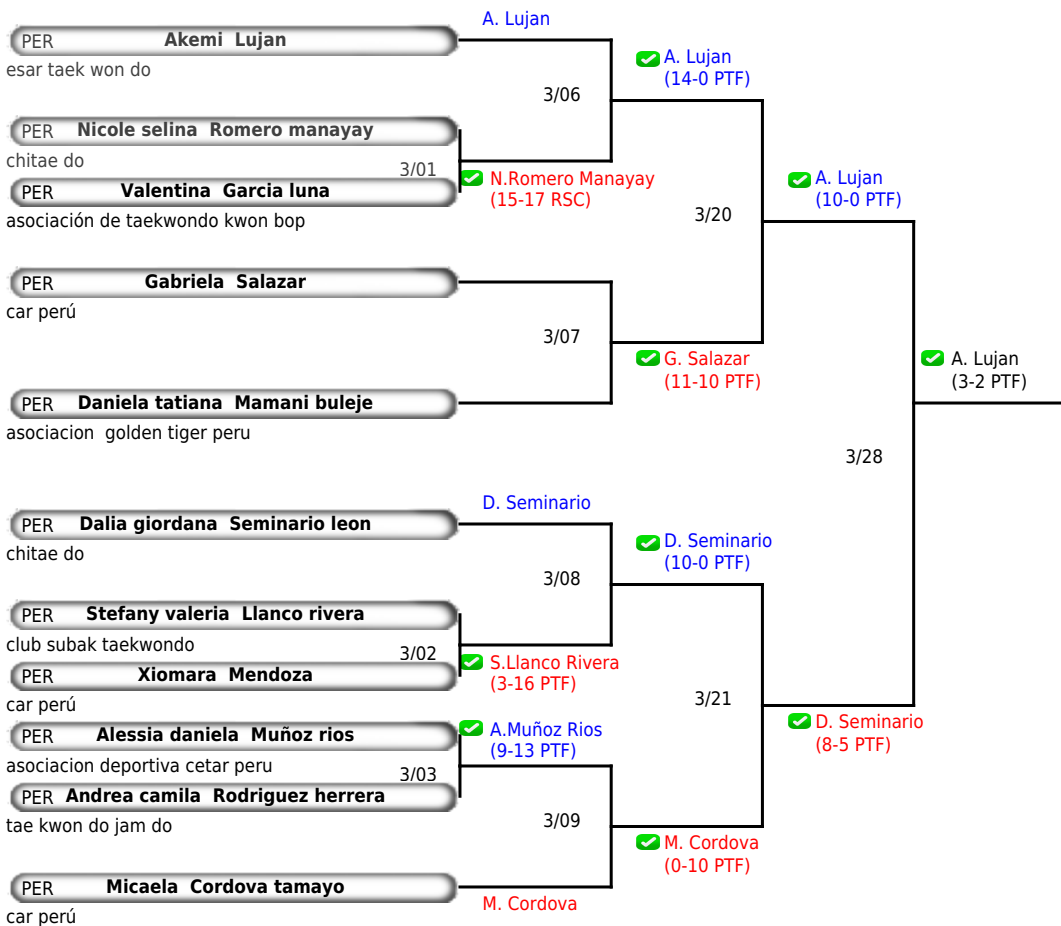 A. Lujan
PER Akemi Lujan
esar taek won do
A. Lujan
(14-0 PTF)
3/06
PER Nicole selina Romero manayay
chitae do
3/01
N.Romero Manayay
(15-17 RSC)
PER Valentina Garcia luna
asociación de taekwondo kwon bop
A. Lujan
(10-0 PTF)
3/20
PER Gabriela Salazar
car perú
3/07
G. Salazar
(11-10 PTF)
A. Lujan
(3-2 PTF)
PER Daniela tatiana Mamani buleje
asociacion golden tiger peru
3/28
D. Seminario
PER Dalia giordana Seminario leon
chitae do
D. Seminario
(10-0 PTF)
3/08
PER Stefany valeria Llanco rivera
club subak taekwondo
3/02
S.Llanco Rivera
(3-16 PTF)
PER Xiomara Mendoza
car perú
3/21
D. Seminario
(8-5 PTF)
PER Alessia daniela Muñoz rios
A.Muñoz Rios
(9-13 PTF)
asociacion deportiva cetar peru
3/03
PER Andrea camila Rodriguez herrera
tae kwon do jam do
3/09
M. Cordova
(0-10 PTF)
PER Micaela Cordova tamayo
M. Cordova
car perú